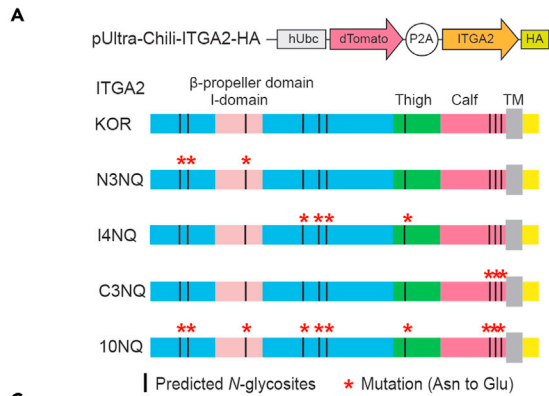 A
pUltra-Chili-ITGA2-HA
hUbc dTomato P2A ITGA2 HA
ITGA2
β-propeller domain
I-domain Thigh Calf TM
KOR
** *
N3NQ
* ** *
I4NQ
***
C3NQ
** * * ** * ***
10NQ
Predicted N-glycosites * Mutation (Asn to Glu)